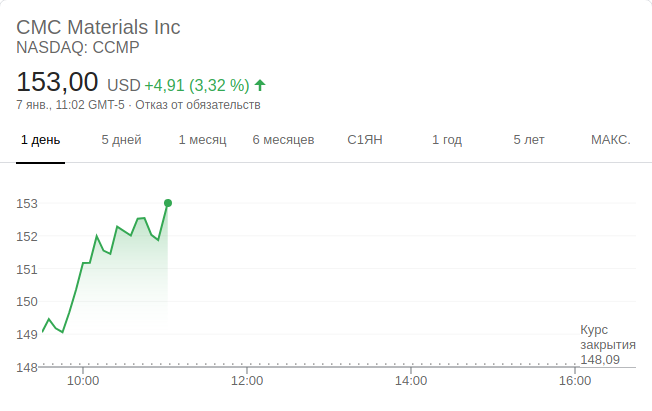 CMC Materials Inc
NASDAQ: CCMP
153,00 USD +4,91 (3,32 %)
7 янв., 11:02 GMT-5 · Отказ от обязательств
1 день 5 дней 1 месяц 6 месяцев С1ЯН 1 год 5 лет МАКС.
153
152
151
150
149
148
Курс
закрытия
148,09
10:00 12:00 14:00 16:00